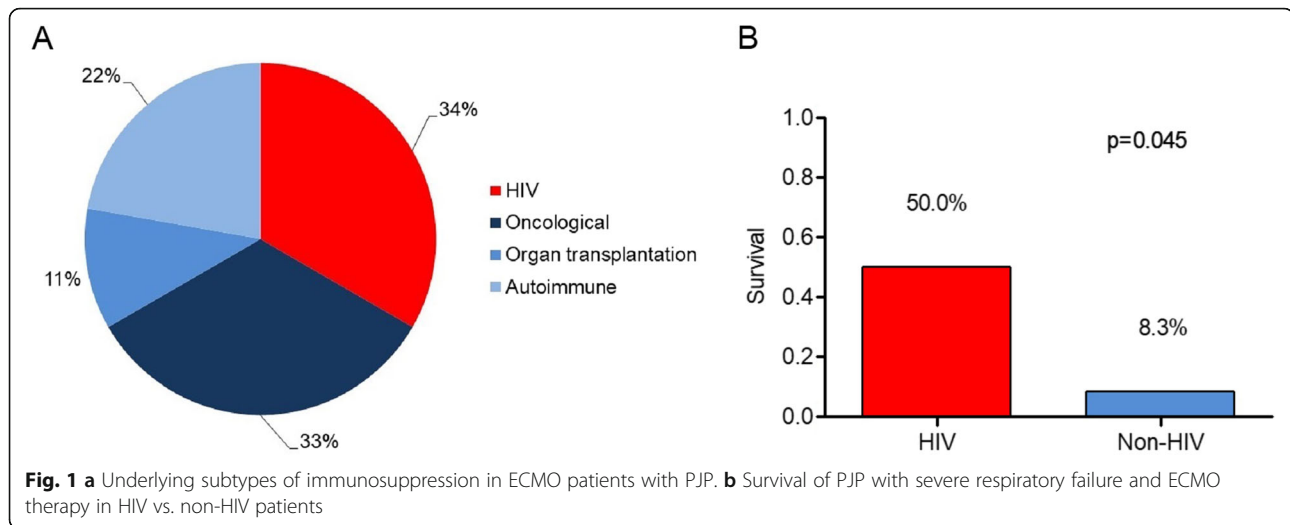 A
22%
34%
11%
33%
HIV
Oncological
Organ transplantation
Autoimmune
B
1.0
0.8
0.6
0.4
0.2
0.0
Survival
p=0.045
50.0%
8.3%
HIV
Non-HIV
Fig. 1 a Underlying subtypes of immunosuppression in ECMO patients with PJP. b Survival of PJP with severe respiratory failure and ECMO
therapy in HIV vs. non-HIV patients